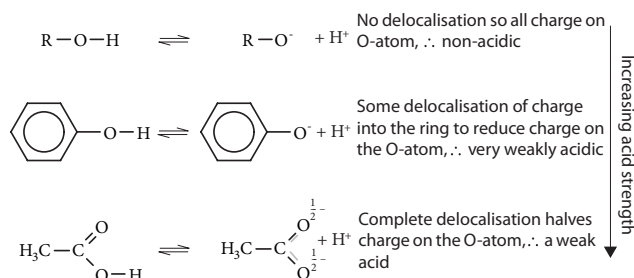 R–O–H ⇌ R–O⁻ + H⁺ No delocalisation so all charge on
O-atom, ∴ non-acidic
Some delocalisation of charge
O–H ⇌ O⁻ + H⁺ into the ring to reduce charge on
the O-atom, ∴ very weakly acidic
H₃C–C O O–H ⇌ H₃C–C O½⁻ O½⁻ + H⁺ Complete delocalisation halves
charge on the O-atom, ∴ a weak
acid
Increasing acid strength